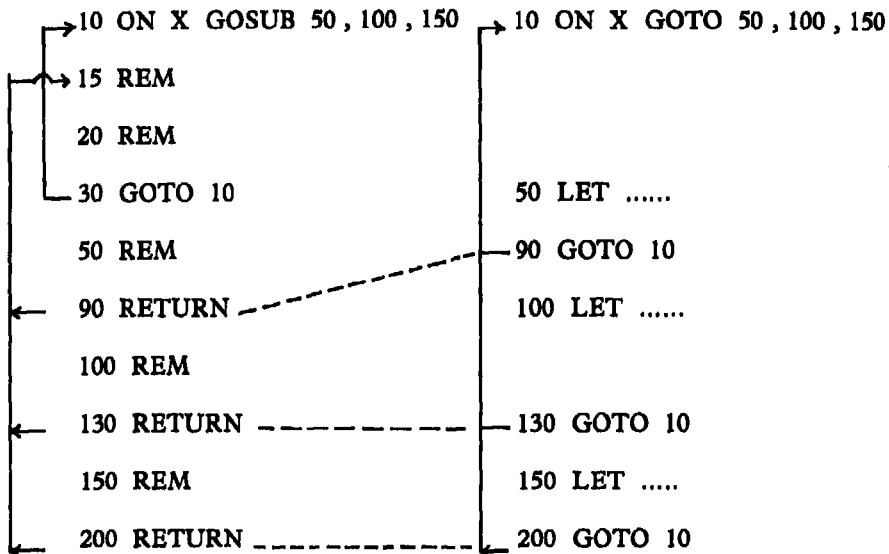 10 ON X GOSUB 50 , 100 , 150
15 REM
20 REM
30 GOTO 10
50 REM
90 RETURN
100 REM
130 RETURN
150 REM
200 RETURN
10 ON X GOTO 50 , 100 , 150
50 LET ......
90 GOTO 10
100 LET ......
130 GOTO 10
150 LET .....
200 GOTO 10